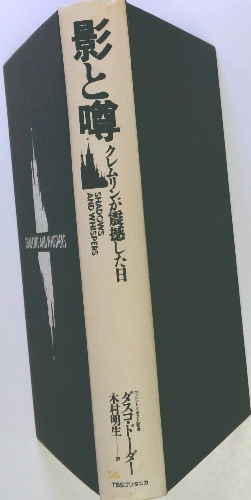 影と噂
クレムリンが震撼した日
SHADOWS
AND WHISPERS
ダスコ・ドーダー
木村明生
訳
TBSブリタニカ
SHADOWS AND WHISPERS